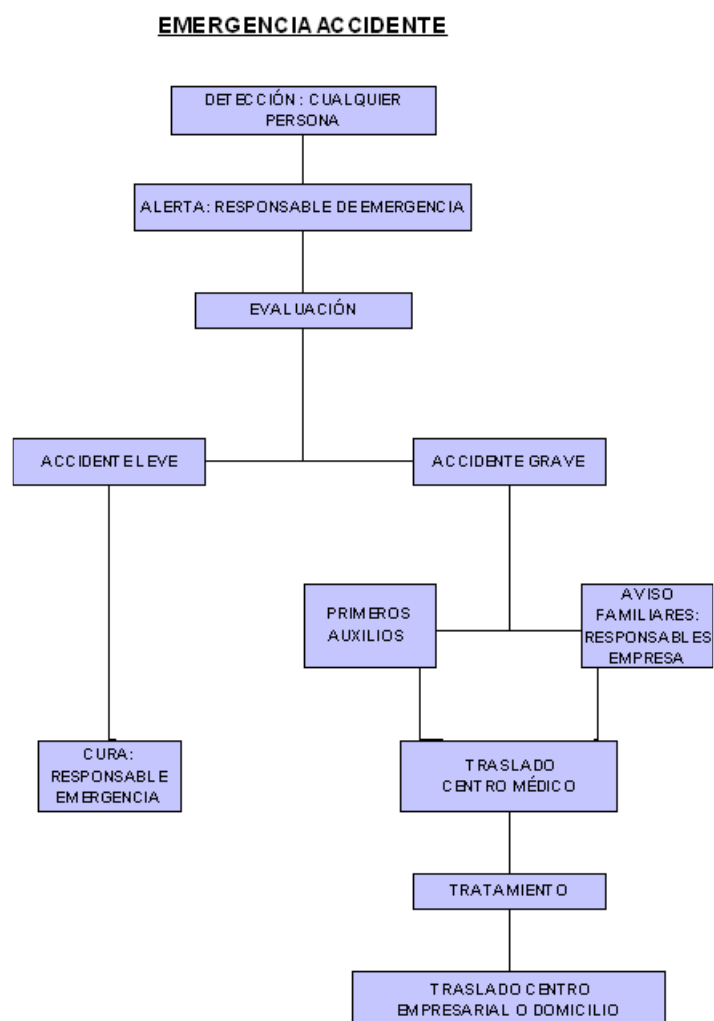 EMERGENCIA ACCIDENTE
DETECCIÓN : CUALQUIER
PERSONA
ALERTA: RESPONSABLE DE EMERGENCIA
EVALUACIÓN
ACCIDENTE LEVE
ACCIDENTE GRAVE
PRIMEROS
AUXILIOS
AVISO
FAMILIARES:
RESPONSABLES
EMPRESA
CURA:
RESPONSABLE
EMERGENCIA
TRASLADO
CENTRO MÉDICO
TRATAMIENTO
TRASLADO CENTRO
EMPRESARIAL O DOMICILIO